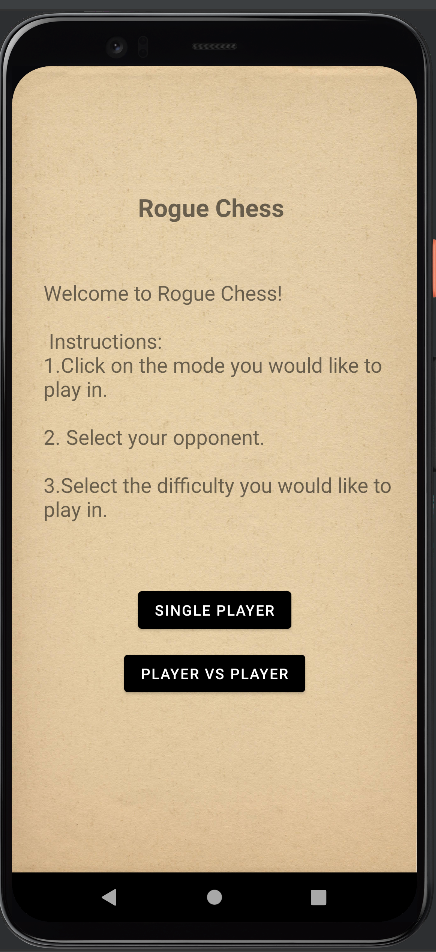 Rogue Chess
Welcome to Rogue Chess!
Instructions:
1.Click on the mode you would like to
play in.
2. Select your opponent.
3.Select the difficulty you would like to
play in.
SINGLE PLAYER
PLAYER VS PLAYER